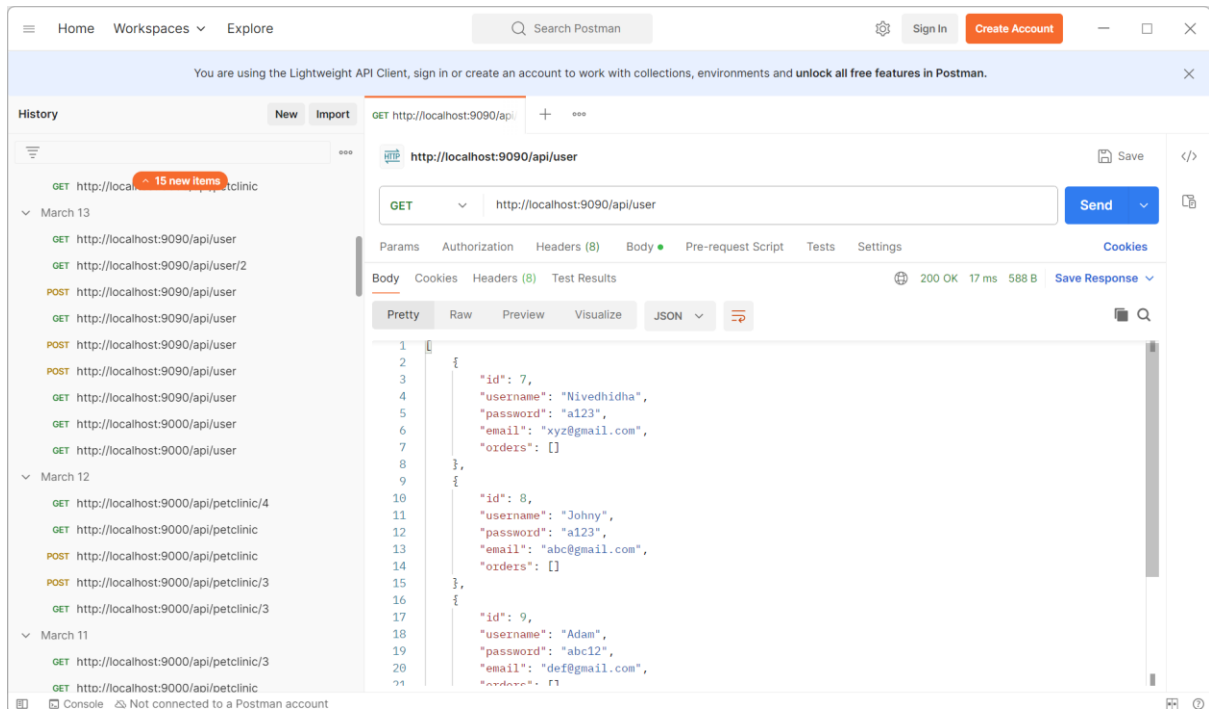 Home Workspaces Explore Search Postman Sign In Create Account
You are using the Lightweight API Client, sign in or create an account to work with collections, environments and unlock all free features in Postman.
History New Import
GET http://localhost:9090/api
15 new items
GET
March 13
GET http://localhost:9090/api/user
GET http://localhost:9090/api/user/2
POST http://localhost:9090/api/user
GET http://localhost:9090/api/user
POST http://localhost:9090/api/user
POST http://localhost:9090/api/user
GET http://localhost:9090/api/user
GET http://localhost:9000/api/user
GET http://localhost:9000/api/user
March 12
GET http://localhost:9000/api/petclinic/4
GET http://localhost:9000/api/petclinic
POST http://localhost:9000/api/petclinic
POST http://localhost:9000/api/petclinic/3
GET http://localhost:9000/api/petclinic/3
March 11
GET http://localhost:9000/api/petclinic/3
GET http://localhost:9000/api/petclinic
HTTP http://localhost:9090/api/user Save </>
GET http://localhost:9090/api/user Send
Params Authorization Headers (8) Body Pre-request Script Tests Settings Cookies
Body Cookies Headers (8) Test Results 200 OK 17 ms 588 B Save Response
Pretty Raw Preview Visualize JSON
1 [
2 {
3 "id": 7,
4 "username": "Nivedhidha",
5 "password": "a123",
6 "email": "xyz@gmail.com",
7 "orders": []
8 },
9 {
10 "id": 8,
11 "username": "Johny",
12 "password": "a123",
13 "email": "abc@gmail.com",
14 "orders": []
15 },
16 {
17 "id": 9,
18 "username": "Adam",
19 "password": "abc12",
20 "email": "def@gmail.com",
21 "orders": []
Console Not connected to a Postman account